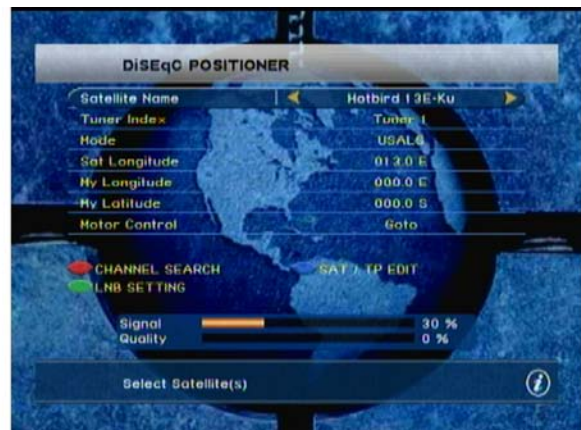 DiSEqC POSITIONER
Satellite Name Hotbird 13E-Ku
Tuner Index Tuner 1
Mode USALS
Sat Longitude 013.0 E
My Longitude 000.0 E
My Latitude 000.0 S
Motor Control Goto
CHANNEL SEARCH SAT / TP EDIT
LNB SETTING
Signal 30 %
Quality 0 %
Select Satellite(s)
i